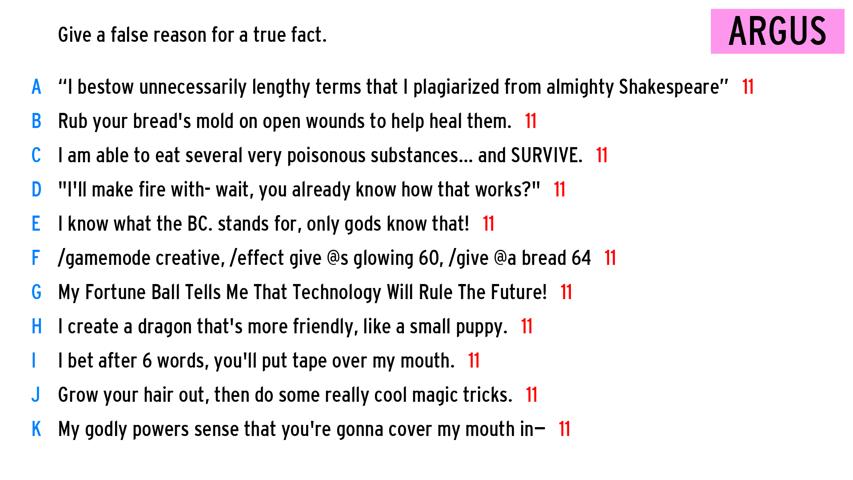 Give a false reason for a true fact.
ARGUS
A “I bestow unnecessarily lengthy terms that I plagiarized from almighty Shakespeare” 11
B Rub your bread's mold on open wounds to help heal them. 11
C I am able to eat several very poisonous substances... and SURVIVE. 11
D "I'll make fire with- wait, you already know how that works?" 11
E I know what the BC. stands for, only gods know that! 11
F /gamemode creative, /effect give @s glowing 60, /give @a bread 64 11
G My Fortune Ball Tells Me That Technology Will Rule The Future! 11
H I create a dragon that's more friendly, like a small puppy. 11
I I bet after 6 words, you'll put tape over my mouth. 11
J Grow your hair out, then do some really cool magic tricks. 11
K My godly powers sense that you're gonna cover my mouth in— 11